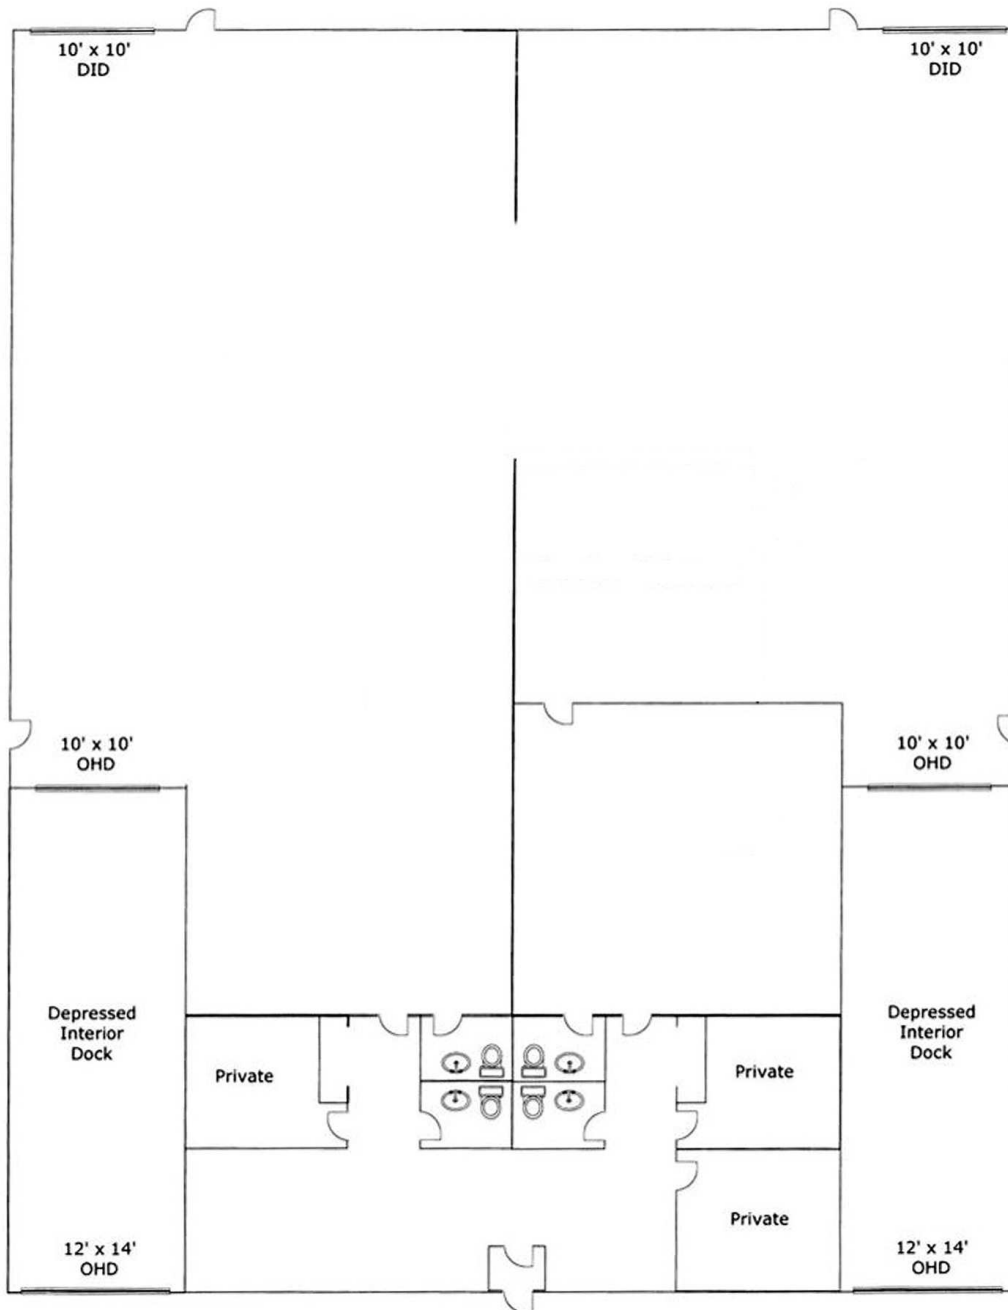 10' x 10'
DID
10' x 10'
DID
10' x 10'
OHD
10' x 10'
OHD
Depressed
Interior
Dock
Depressed
Interior
Dock
Private
Private
Private
12' x 14'
OHD
12' x 14'
OHD